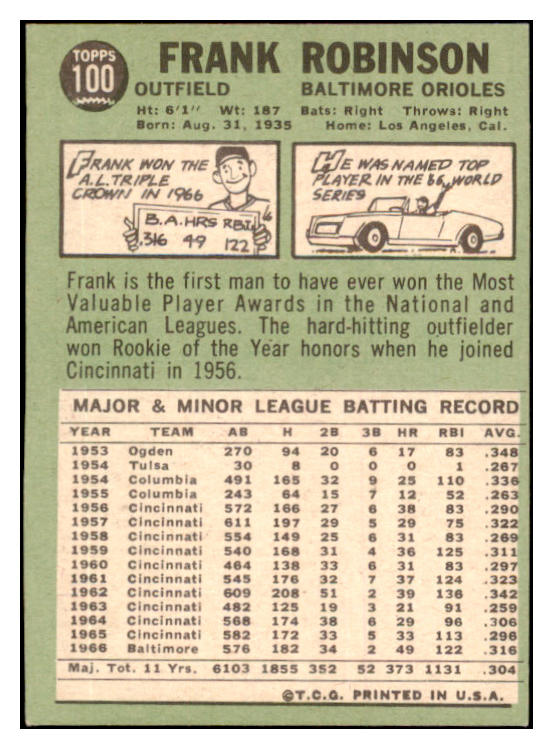 TOPPS
100
FRANK ROBINSON
OUTFIELD BALTIMORE ORIOLES
Ht: 6'1" Wt: 187 Bats: Right Throws: Right
Born: Aug. 31, 1935 Home: Los Angeles, Cal.
FRANK WON THE
A.L. TRIPLE
CROWN IN 1966
B.A. HRS RBI
.316 49 122
HE WAS NAMED TOP
PLAYER IN THE '66 WORLD
SERIES
Frank is the first man to have ever won the Most
Valuable Player Awards in the National and
American Leagues. The hard-hitting outfielder
won Rookie of the Year honors when he joined
Cincinnati in 1956.
MAJOR & MINOR LEAGUE BATTING RECORD
YEAR TEAM AB H 2B 3B HR RBI AVG.
1953 Ogden 270 94 20 6 17 83 .348
1954 Tulsa 30 8 0 0 0 1 .267
1954 Columbia 491 165 32 9 25 110 .336
1955 Columbia 243 64 15 7 12 52 .263
1956 Cincinnati 572 166 27 6 38 83 .290
1957 Cincinnati 611 197 29 5 29 75 .322
1958 Cincinnati 554 149 25 6 31 83 .269
1959 Cincinnati 540 168 31 4 36 125 .311
1960 Cincinnati 464 138 33 6 31 83 .297
1961 Cincinnati 545 176 32 7 37 124 .323
1962 Cincinnati 609 208 51 2 39 136 .342
1963 Cincinnati 482 125 19 3 21 91 .259
1964 Cincinnati 568 174 38 6 29 96 .306
1965 Cincinnati 582 172 33 5 33 113 .296
1966 Baltimore 576 182 34 2 49 122 .316
Maj. Tot. 11 Yrs. 6103 1855 352 52 373 1131 .304
©T.C.G. PRINTED IN U.S.A.